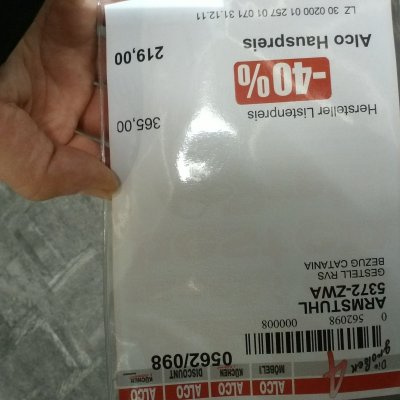 ALCO ALCO ALCO ALCO
MÖBEL! KÜCHEN DISCOUNT KÜCHEN
0562/098
0 562098 000008
ARMSTUHL
5372-ZWA
GESTELL RVS
BEZUG CATANIA
Hersteller Listenpreis 365,00
-40%
Alco Hauspreis 219,00
LZ 30 0200 01 257 01 071 31.12.11